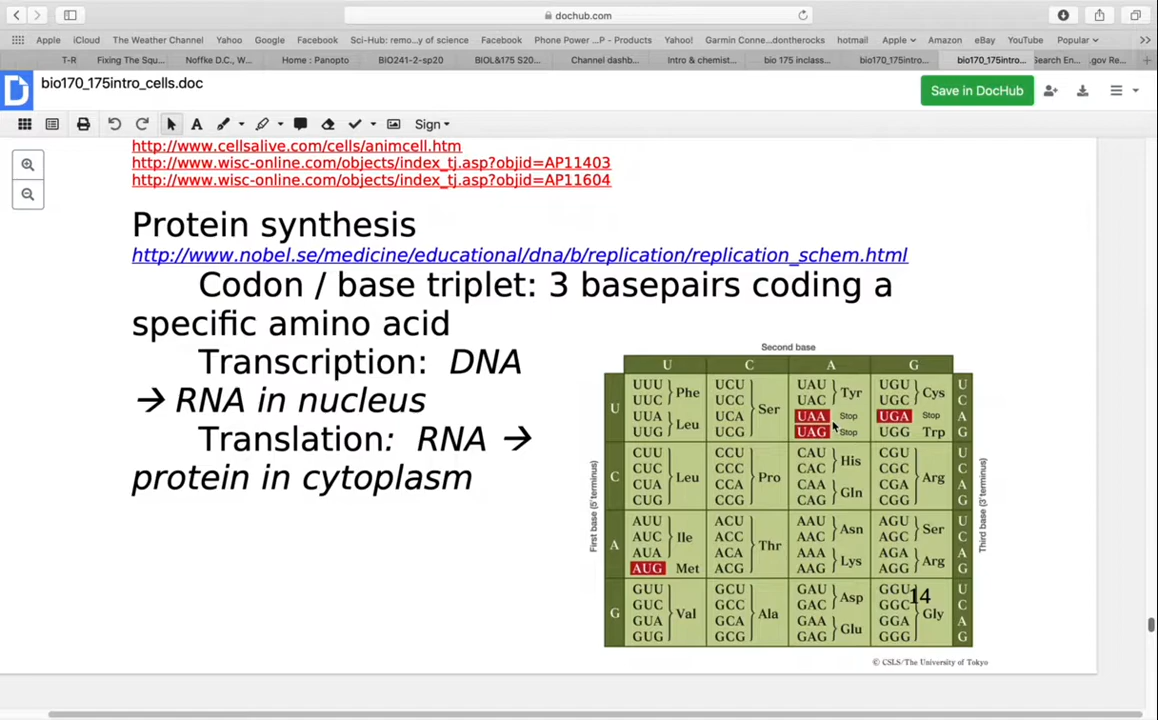 dochub.com
Apple iCloud The Weather Channel Yahoo Google Facebook Sci-Hub: remo...y of science Facebook Phone Power ...P - Products Yahoo! Garmin Conne...dontherocks hotmail Apple Amazon eBay YouTube Popular
T-R Fixing The Squ... Noffke D.C., W... Home : Panopto BIO241-2-sp20 BIOL&175 S20... Channel dashb... Intro & chemist... bio 175 inclass... bio170_175intro... bio170_175intro... Search En... .gov Re...
bio170_175intro_cells.doc
Save in DocHub
A Sign
http://www.cellsalive.com/cells/animcell.htm
http://www.wisc-online.com/objects/index_tj.asp?objid=AP11403
http://www.wisc-online.com/objects/index_tj.asp?objid=AP11604
Protein synthesis
http://www.nobel.se/medicine/educational/dna/b/replication/replication_schem.html
Codon / base triplet: 3 basepairs coding a
specific amino acid
Transcription: DNA
→ RNA in nucleus
Translation: RNA →
protein in cytoplasm
Second base
U C A G
First base (5'terminus)
Third base (3'terminus)
U
UUU UCU UAU UGU U
Phe Tyr Cys
UUC UCC UAC UGC C
Ser
UUA UCA UAA Stop UGA Stop A
Leu
UUG UCG UAG Stop UGG Trp G
C
CUU CCU CAU CGU U
His
CUC CCC CAC CGC C
Leu Pro Arg
CUA CCA CAA CGA A
Gln
CUG CCG CAG CGG G
A
AUU ACU AAU AGU U
Asn Ser
AUC ACC AAC AGC C
Ile Thr
AUA ACA AAA AGA A
Lys Arg
AUG Met ACG AAG AGG G
G
GUU GCU GAU GGU U
Asp
GUC GCC GAC GGC C
Val Ala Gly
GUA GCA GAA GGA A
Glu
GUG GCG GAG GGG G
14
© CSLS/The University of Tokyo